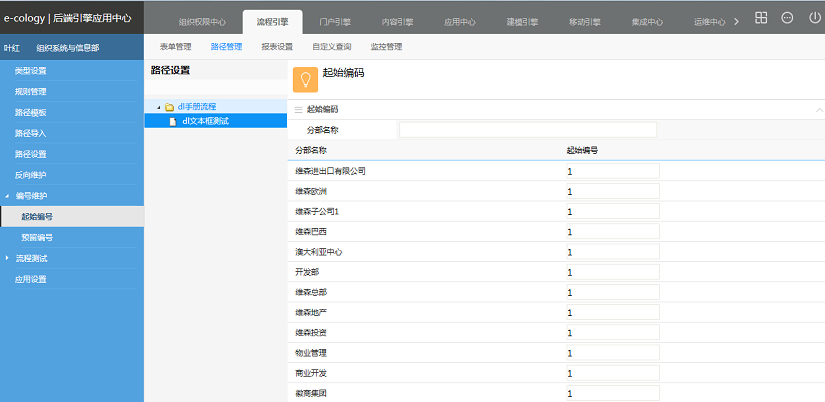 e-cology | 后端引擎应用中心
组织权限中心 流程引擎 门户引擎 内容引擎 应用中心 建模引擎 移动引擎 集成中心 运维中心
叶红 组织系统与信息部
表单管理 路径管理 报表设置 自定义查询 监控管理
类型设置
规则管理
路径模板
路径导入
路径设置
反向维护
编号维护
起始编号
预留编号
流程测试
应用设置
路径设置
dl手册流程
dl文本框测试
起始编码
起始编码
分部名称
分部名称 起始编号
维森进出口有限公司 1
维森欧洲 1
维森子公司1 1
维森巴西 1
澳大利亚中心 1
开发部 1
维森总部 1
维森地产 1
维森投资 1
物业管理 1
商业开发 1
徽商集团 1